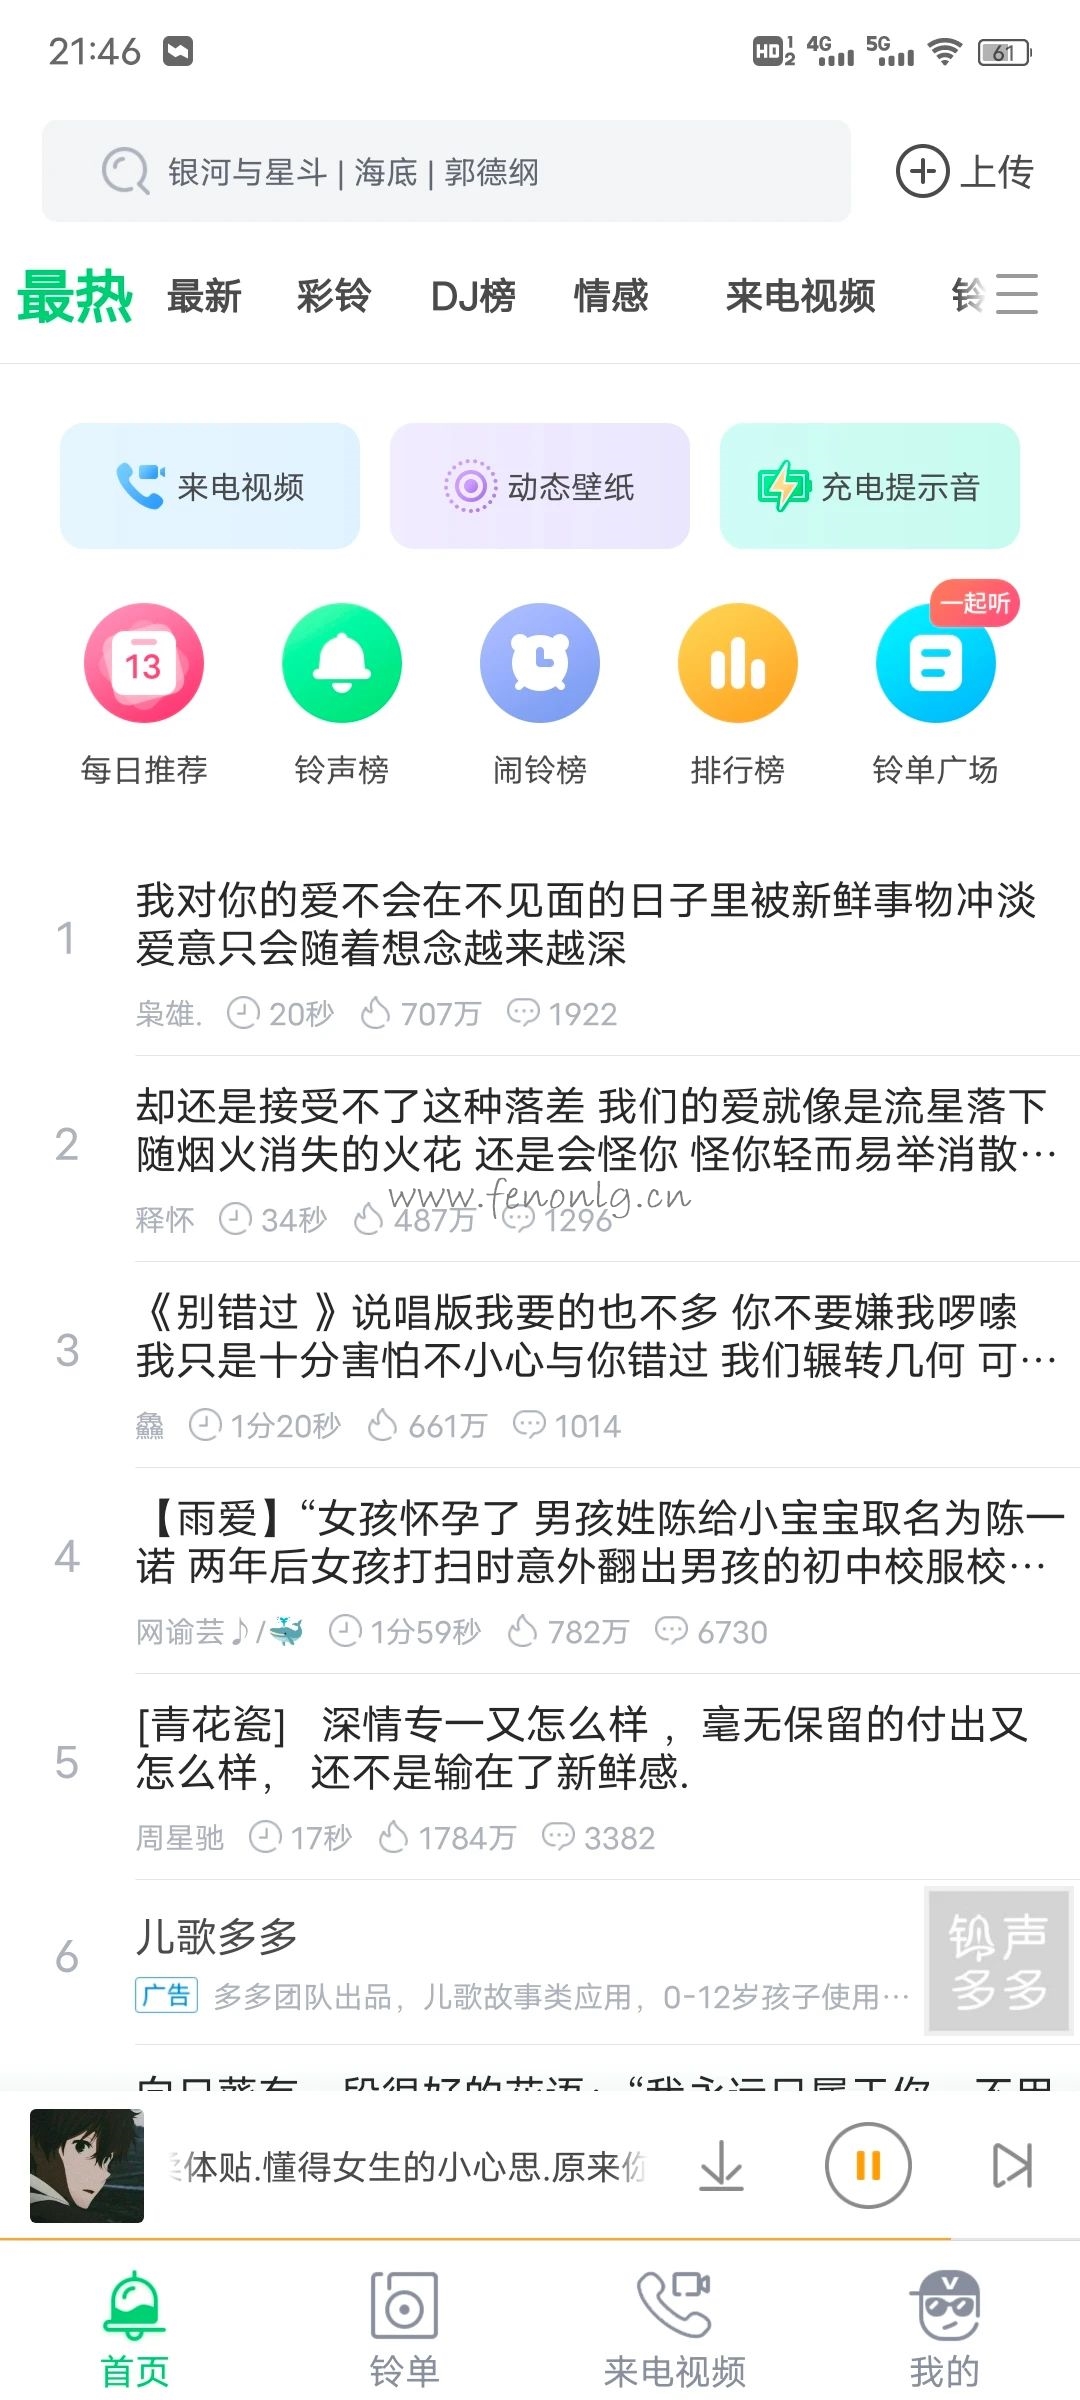 21:46
HD 1 2 4G 5G 61
银河与星斗 | 海底 | 郭德纲
上传
最热 最新 彩铃 DJ榜 情感 来电视频 铃
来电视频 动态壁纸 充电提示音
一起听
13
每日推荐 铃声榜 闹铃榜 排行榜 铃单广场
1
我对你的爱不会在不见面的日子里被新鲜事物冲淡
爱意只会随着想念越来越深
枭雄. 20秒 707万 1922
2
却还是接受不了这种落差 我们的爱就像是流星落下
随烟火消失的火花 还是会怪你 怪你轻而易举消散…
www.fenonlg.cn
释怀 34秒 487万 1296
3
《别错过 》说唱版我要的也不多 你不要嫌我啰嗦
我只是十分害怕不小心与你错过 我们辗转几何 可…
鱻 1分20秒 661万 1014
4
【雨爱】“女孩怀孕了 男孩姓陈给小宝宝取名为陈一
诺 两年后女孩打扫时意外翻出男孩的初中校服校…
网谕芸♪/🐳 1分59秒 782万 6730
5
[青花瓷] 深情专一又怎么样 ，毫无保留的付出又
怎么样， 还不是输在了新鲜感.
周星驰 17秒 1784万 3382
6
儿歌多多
广告 多多团队出品，儿歌故事类应用，0-12岁孩子使用…
铃声
多多
体贴.懂得女生的小心思.原来你
首页 铃单 来电视频 我的